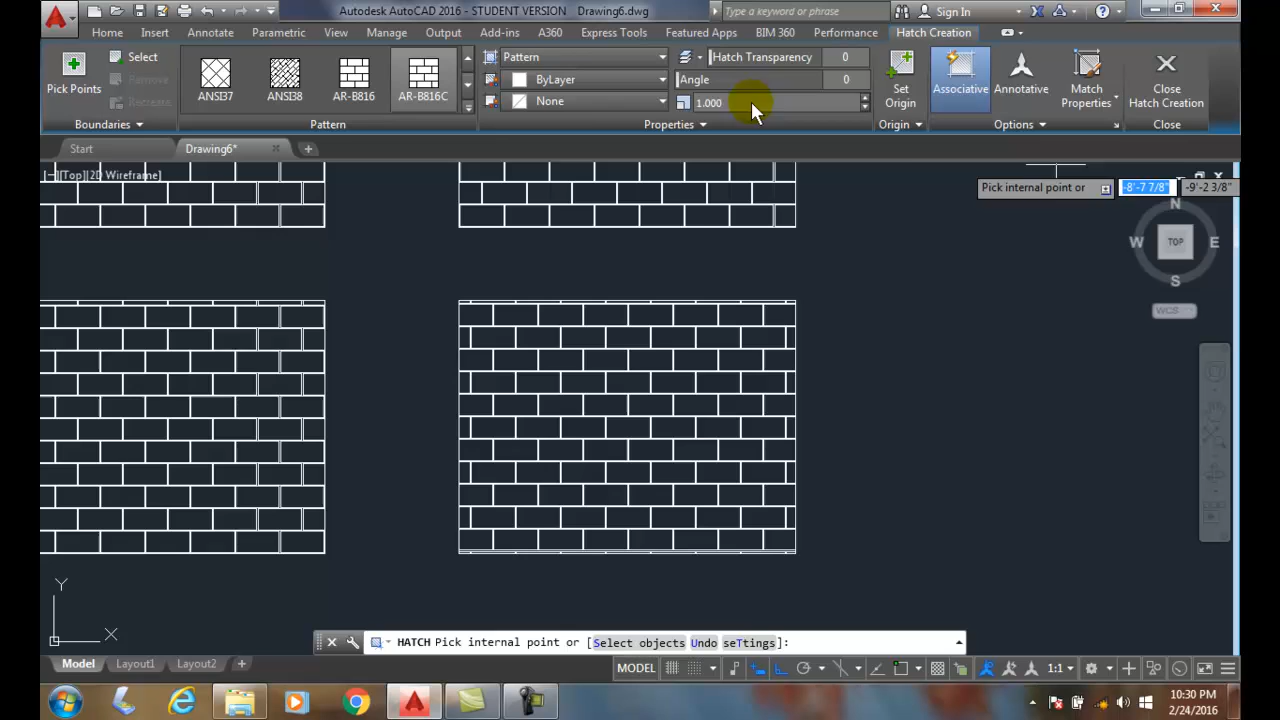 Autodesk AutoCAD 2016 - STUDENT VERSION Drawing6.dwg
Type a keyword or phrase
Sign In
Home Insert Annotate Parametric View Manage Output Add-ins A360 Express Tools Featured Apps BIM 360 Performance Hatch Creation
Pick Points
Select
Remove
Recreate
Boundaries
ANSI37
ANSI38
AR-B816
AR-B816C
Pattern
Pattern
ByLayer
None
Hatch Transparency 0
Angle 0
1.000
Properties
Set
Origin
Origin
Associative
Annotative
Match
Properties
Options
Close
Hatch Creation
Close
Start
Drawing6*
[−][Top][2D Wireframe]
Pick internal point or
-8'-7 7/8"
-9'-2 3/8"
N
W
TOP
E
S
WCS
Y
X
HATCH Pick internal point or [Select objects Undo seTtings]:
Model Layout1 Layout2
MODEL
1:1
10:30 PM
2/24/2016